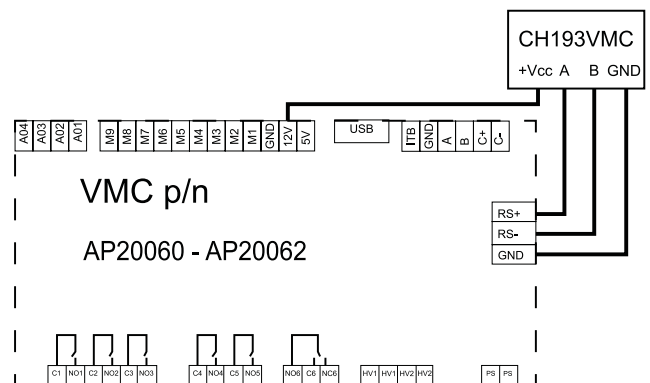 CH193VMC
+Vcc A B GND
A04 A03 A02 A01 M9 M8 M7 M6 M5 M4 M3 M2 M1 GND 12V 5V USB ITB GND A B C+ C-
VMC p/n
RS+
RS-
AP20060 - AP20062
GND
C1 NO1 C2 NO2 C3 NO3 C4 NO4 C5 NO5 NO6 C6 NC6 HV1 HV1 HV2 HV2 PS PS